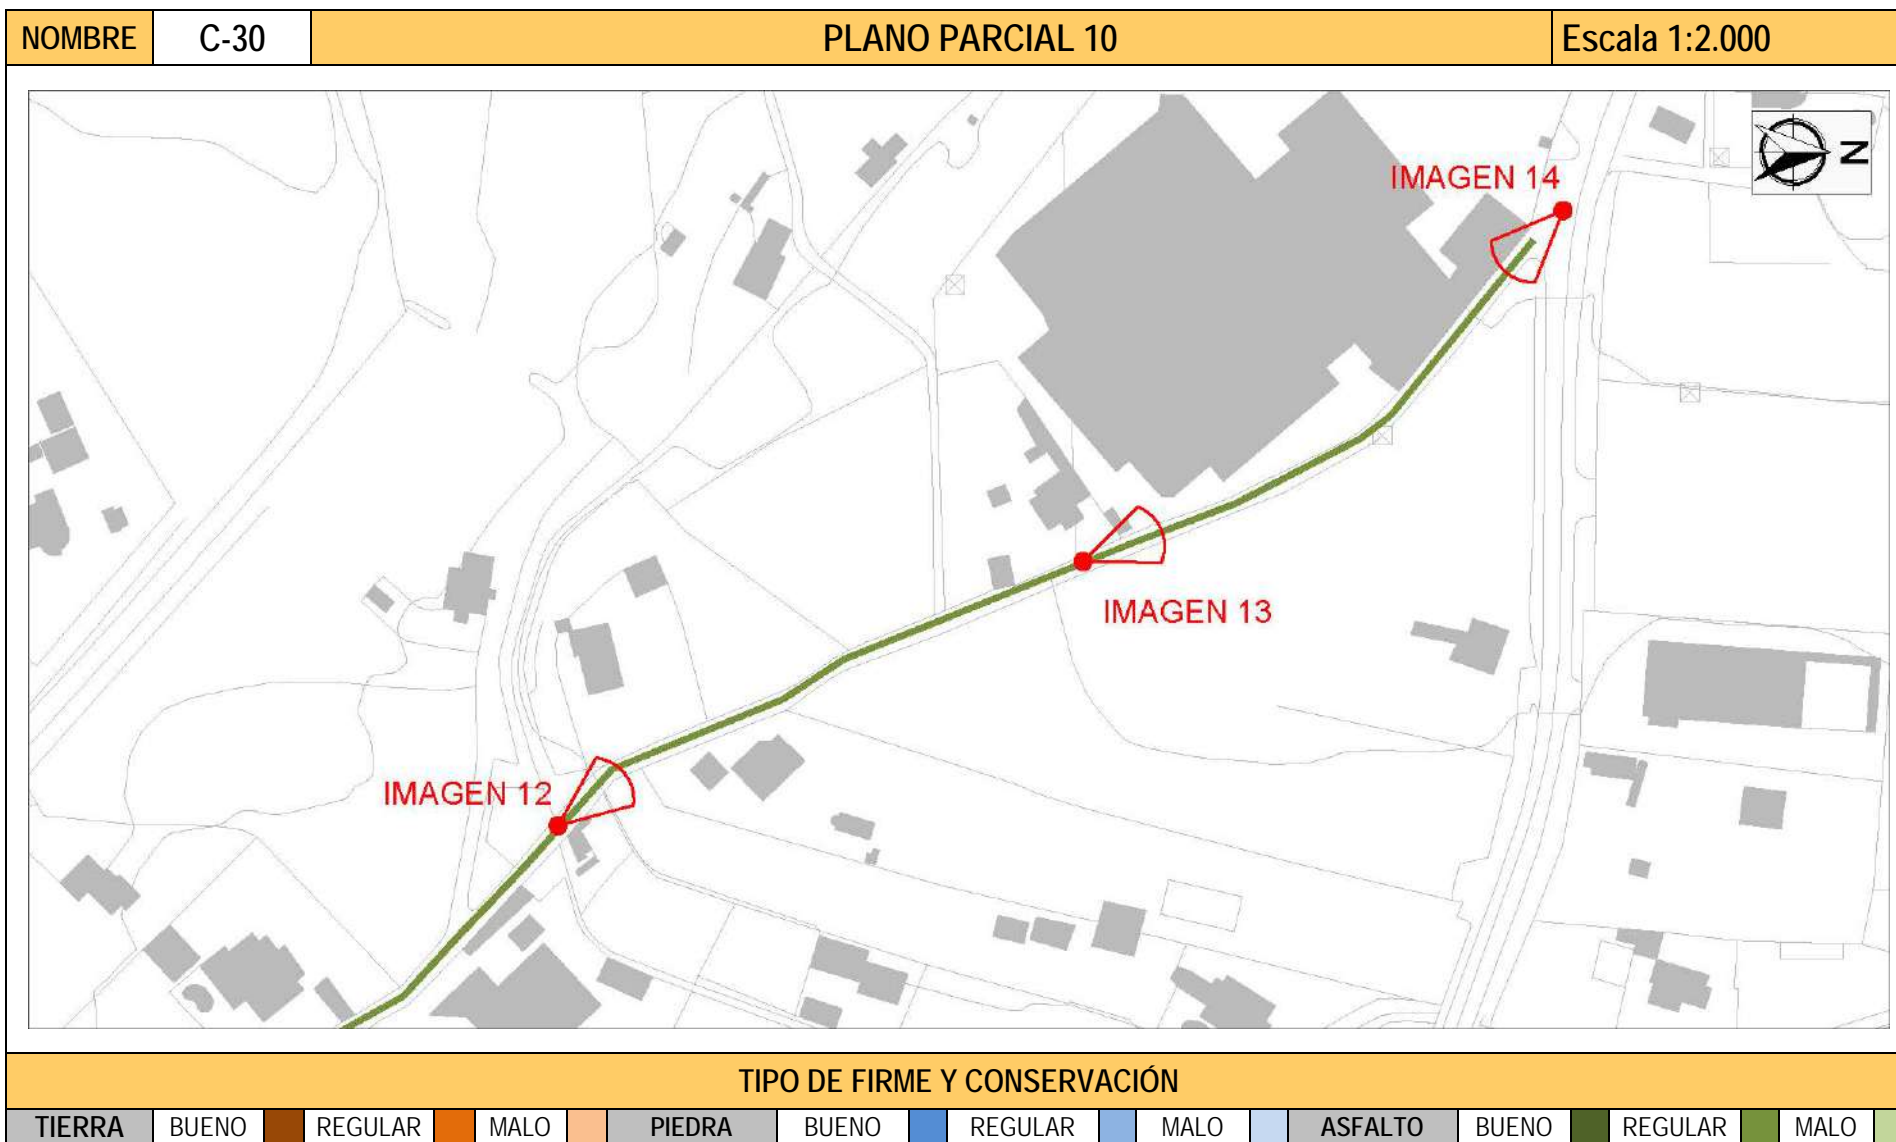 NOMBRE C-30 PLANO PARCIAL 10 Escala 1:2.000
N
IMAGEN 14
IMAGEN 13
IMAGEN 12
TIPO DE FIRME Y CONSERVACIÓN
TIERRA BUENO REGULAR MALO PIEDRA BUENO REGULAR MALO ASFALTO BUENO REGULAR MALO